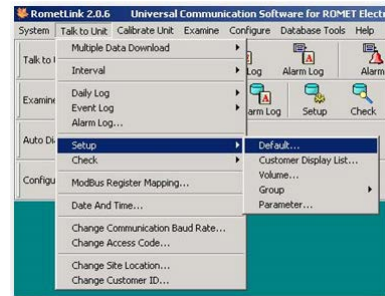 RometLink 2.0.6 Universal Communication Software for ROMET Elect
System Talk to Unit Calibrate Unit Examine Configure Database Tools Help
Talk to
Multiple Data Download
Interval
Daily Log
Event Log
Alarm Log...
Setup
Check
ModBus Register Mapping...
Date And Time...
Change Communication Baud Rate...
Change Access Code...
Change Site Location...
Change Customer ID...
Log Alarm Log Alarm
Examine
arm Log Setup Check
Auto Di
Configu
Default...
Customer Display List...
Volume...
Group
Parameter...